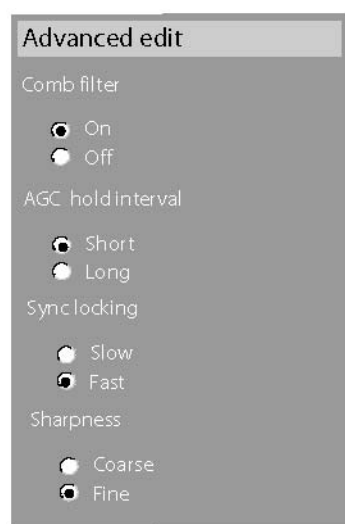 Advanced edit
Comb filter
On
Off
AGC hold interval
Short
Long
Sync locking
Slow
Fast
Sharpness
Coarse
Fine